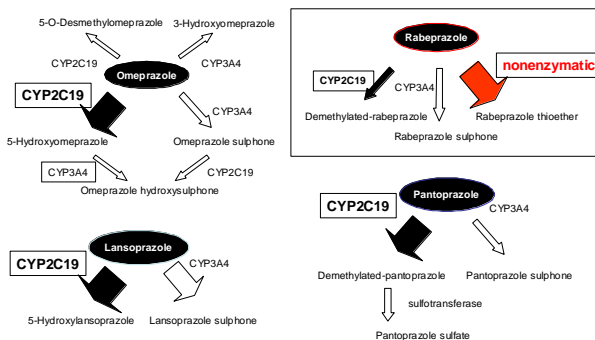 5-O-Desmethylomeprazole
3-Hydroxyomeprazole
CYP2C19
Omeprazole
CYP3A4
CYP2C19
CYP3A4
5-Hydroxyomeprazole
Omeprazole sulphone
CYP3A4
CYP2C19
Omeprazole hydroxysulphone
Rabeprazole
nonenzymatic
CYP2C19
CYP3A4
Demethylated-rabeprazole
Rabeprazole thioether
Rabeprazole sulphone
Lansoprazole
CYP2C19
CYP3A4
5-Hydroxylansoprazole
Lansoprazole sulphone
Pantoprazole
CYP2C19
CYP3A4
Demethylated-pantoprazole
Pantoprazole sulphone
sulfotransferase
Pantoprazole sulfate